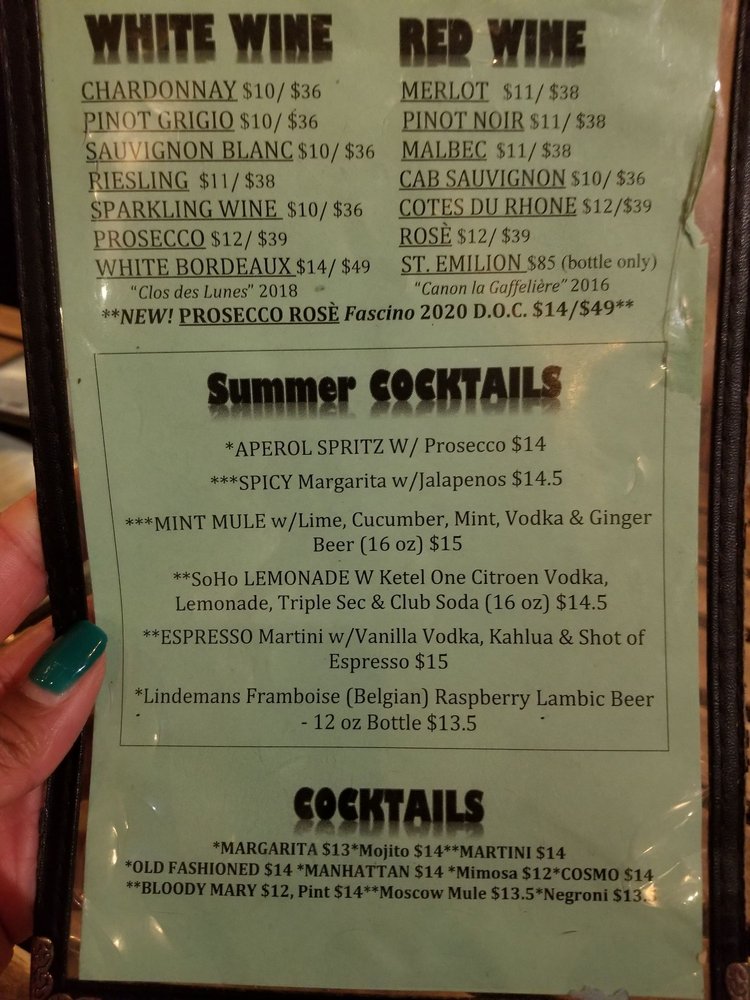 WHITE WINE
CHARDONNAY $10/ $36
PINOT GRIGIO $10/ $36
SAUVIGNON BLANC $10/ $36
RIESLING $11/ $38
SPARKLING WINE $10/ $36
PROSECCO $12/ $39
WHITE BORDEAUX $14/ $49
"Clos des Lunes" 2018
RED WINE
MERLOT $11/ $38
PINOT NOIR $11/ $38
MALBEC $11/ $38
CAB SAUVIGNON $10/ $36
COTES DU RHONE $12/$39
ROSÈ $12/ $39
ST. EMILION $85 (bottle only)
"Canon la Gaffelière" 2016
**NEW! PROSECCO ROSÈ Fascino 2020 D.O.C. $14/$49**
Summer COCKTAILS
*APEROL SPRITZ W/ Prosecco $14
***SPICY Margarita w/Jalapenos $14.5
***MINT MULE w/Lime, Cucumber, Mint, Vodka & Ginger
Beer (16 oz) $15
**SoHo LEMONADE W Ketel One Citroen Vodka,
Lemonade, Triple Sec & Club Soda (16 oz) $14.5
**ESPRESSO Martini w/Vanilla Vodka, Kahlua & Shot of
Espresso $15
*Lindemans Framboise (Belgian) Raspberry Lambic Beer
- 12 oz Bottle $13.5
COCKTAILS
*MARGARITA $13*Mojito $14**MARTINI $14
*OLD FASHIONED $14 *MANHATTAN $14 *Mimosa $12*COSMO $14
**BLOODY MARY $12, Pint $14**Moscow Mule $13.5*Negroni $13.5